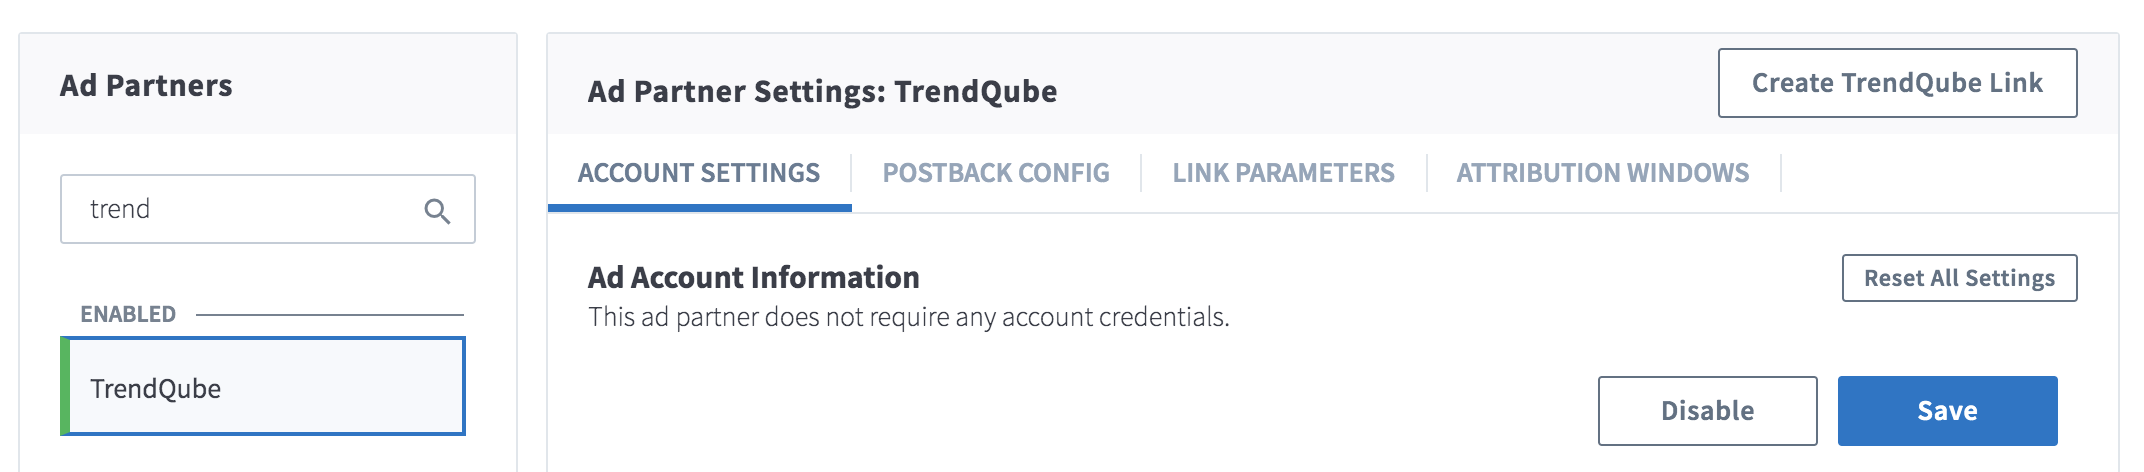 Ad Partners
trend
ENABLED
TrendQube
Ad Partner Settings: TrendQube
Create TrendQube Link
ACCOUNT SETTINGS
POSTBACK CONFIG
LINK PARAMETERS
ATTRIBUTION WINDOWS
Ad Account Information
Reset All Settings
This ad partner does not require any account credentials.
Disable
Save